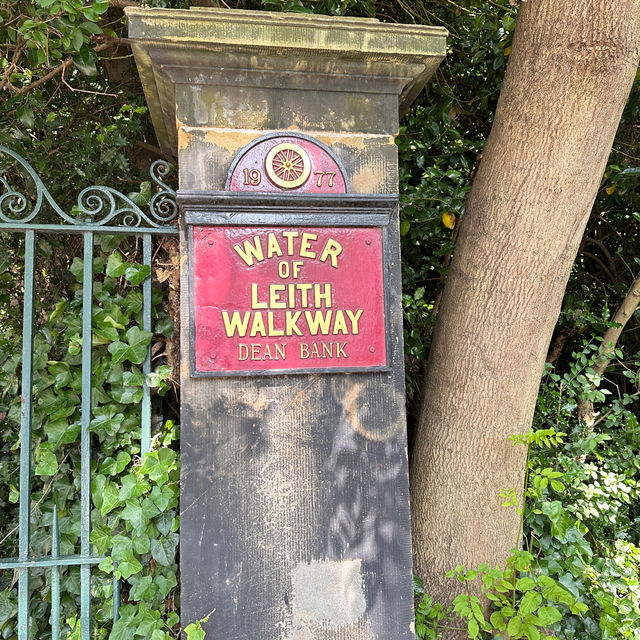 19 77
WATER
OF
LEITH
WALKWAY
DEAN BANK